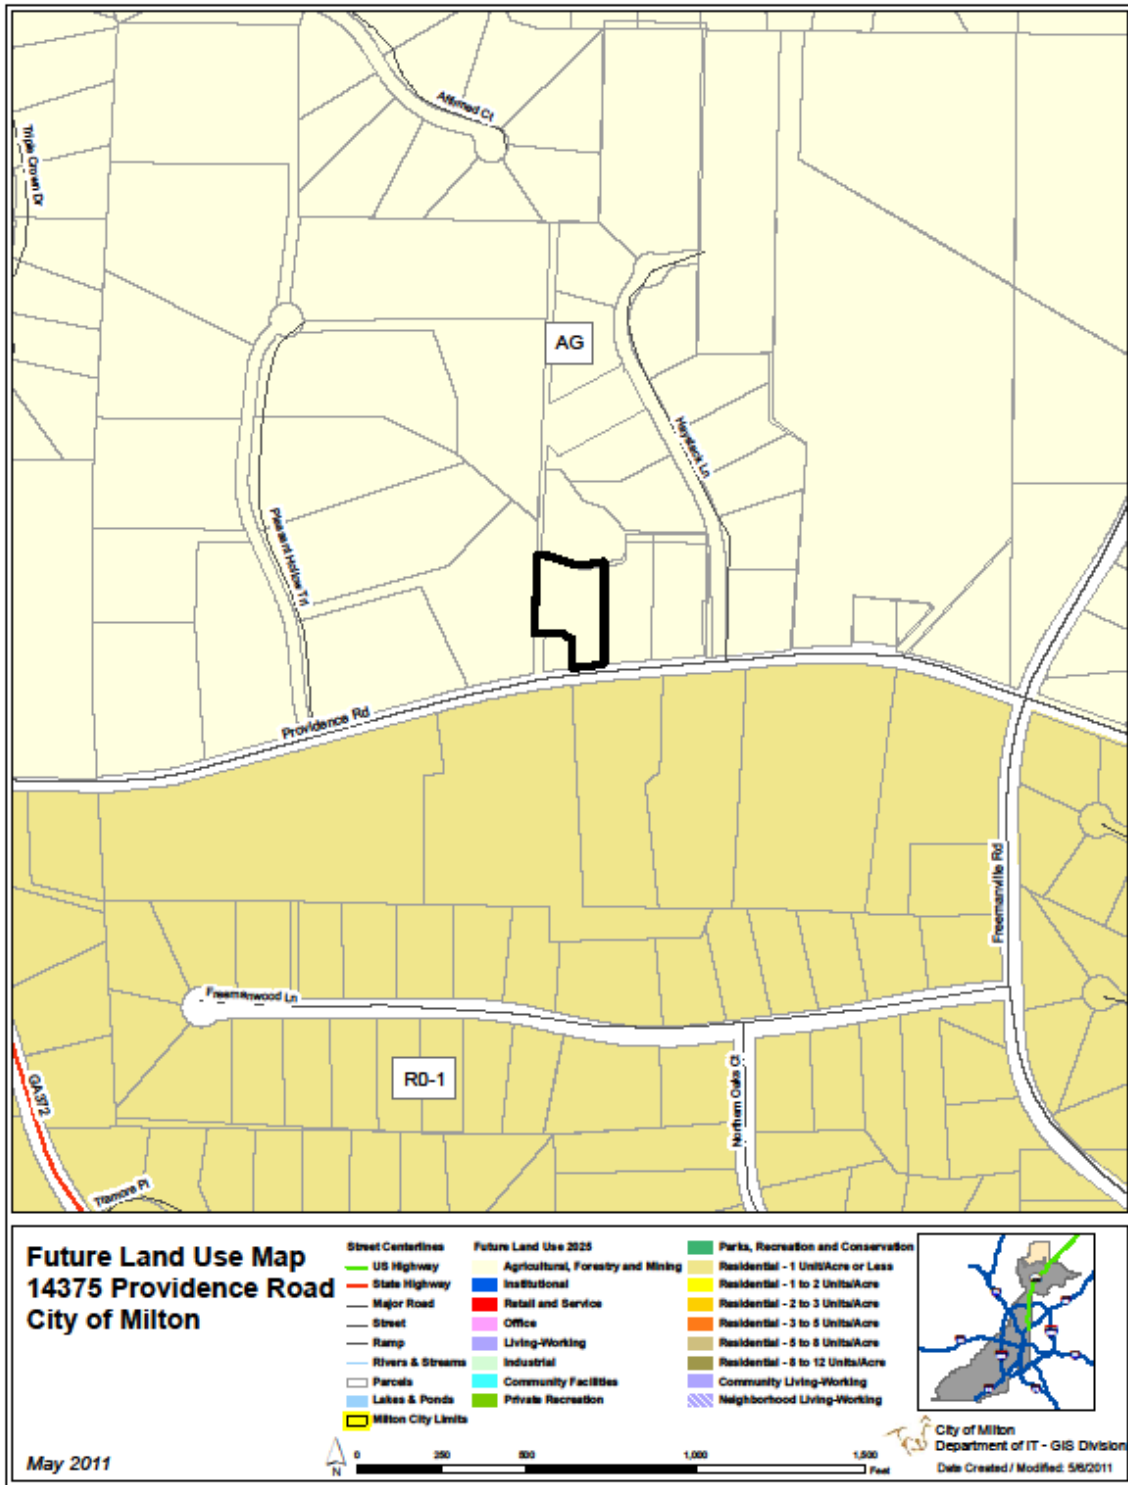 Affirmed Ct
Triple Crown Dr
AG
Haystack Ln
Pleasant Hollow Trl
Providence Rd
Freemanville Rd
Freemanwood Ln
R0-1
Northern Oaks Ct
GA372
Tramore Pl
Future Land Use Map
14375 Providence Road
City of Milton
May 2011
Street Centerlines
US Highway
State Highway
Major Road
Street
Ramp
Rivers & Streams
Parcels
Lakes & Ponds
Milton City Limits
Future Land Use 2025
Agricultural, Forestry and Mining
Institutional
Retail and Service
Office
Living-Working
Industrial
Community Facilities
Private Recreation
Parks, Recreation and Conservation
Residential - 1 Unit/Acre or Less
Residential - 1 to 2 Units/Acre
Residential - 2 to 3 Units/Acre
Residential - 3 to 5 Units/Acre
Residential - 5 to 8 Units/Acre
Residential - 8 to 12 Units/Acre
Community Living-Working
Neighborhood Living-Working
N
0 250 500 1,000 1,500
Feet
City of Milton
Department of IT - GIS Division
Date Created / Modified: 5/6/2011